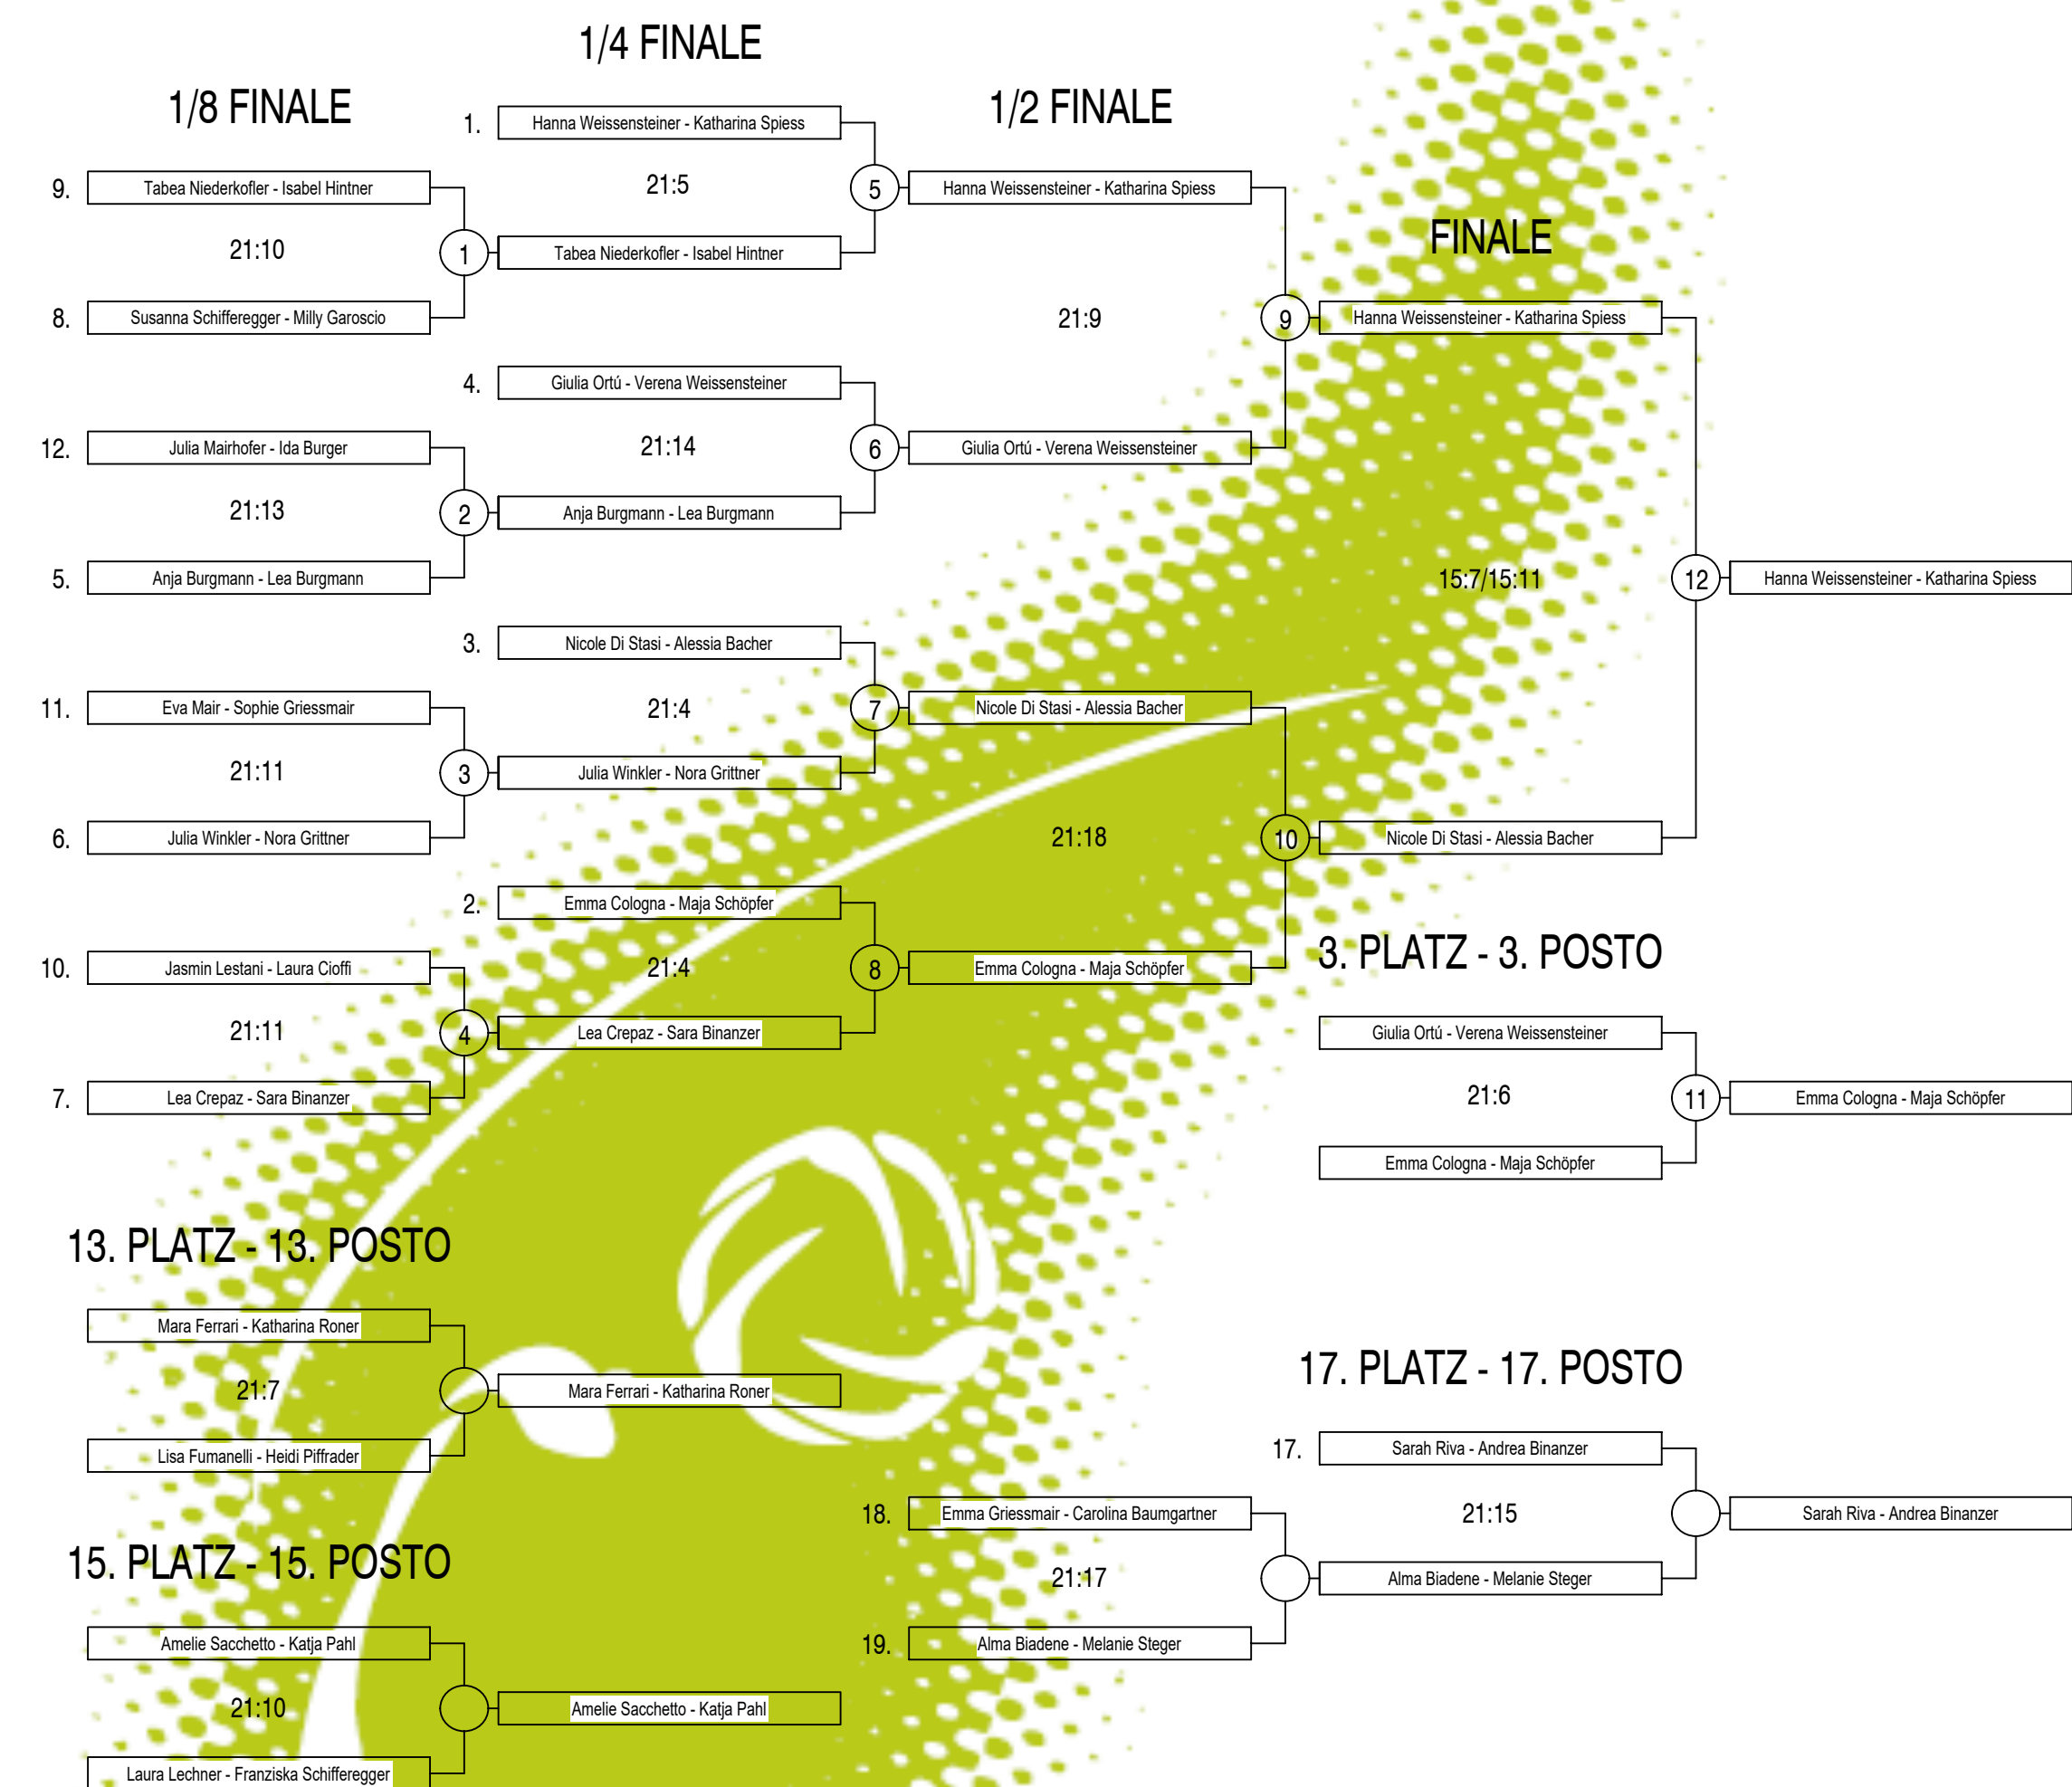 1/4 FINALE
1/8 FINALE
1/2 FINALE
1. Hanna Weissensteiner - Katharina Spiess
9. Tabea Niederkofler - Isabel Hintner
21:5
5
Hanna Weissensteiner - Katharina Spiess
FINALE
21:10
1
Tabea Niederkofler - Isabel Hintner
8. Susanna Schifferegger - Milly Garoscio
21:9
9
Hanna Weissensteiner - Katharina Spiess
4. Giulia Ortú - Verena Weissensteiner
12. Julia Mairhofer - Ida Burger
21:14
6
Giulia Ortú - Verena Weissensteiner
21:13
2
Anja Burgmann - Lea Burgmann
5. Anja Burgmann - Lea Burgmann
15:7/15:11
12
Hanna Weissensteiner - Katharina Spiess
3. Nicole Di Stasi - Alessia Bacher
11. Eva Mair - Sophie Griessmair
21:4
7
Nicole Di Stasi - Alessia Bacher
21:11
3
Julia Winkler - Nora Grittner
6. Julia Winkler - Nora Grittner
21:18
10
Nicole Di Stasi - Alessia Bacher
2. Emma Cologna - Maja Schöpfer
10. Jasmin Lestani - Laura Cioffi
21:4
8
Emma Cologna - Maja Schöpfer
3. PLATZ - 3. POSTO
21:11
4
Lea Crepaz - Sara Binanzer
Giulia Ortú - Verena Weissensteiner
7. Lea Crepaz - Sara Binanzer
21:6
11
Emma Cologna - Maja Schöpfer
Emma Cologna - Maja Schöpfer
13. PLATZ - 13. POSTO
Mara Ferrari - Katharina Roner
21:7
Mara Ferrari - Katharina Roner
Lisa Fumanelli - Heidi Piffrader
17. PLATZ - 17. POSTO
17. Sarah Riva - Andrea Binanzer
18. Emma Griessmair - Carolina Baumgartner
21:15
Sarah Riva - Andrea Binanzer
21:17
Alma Biadene - Melanie Steger
19. Alma Biadene - Melanie Steger
15. PLATZ - 15. POSTO
Amelie Sacchetto - Katja Pahl
21:10
Amelie Sacchetto - Katja Pahl
Laura Lechner - Franziska Schifferegger